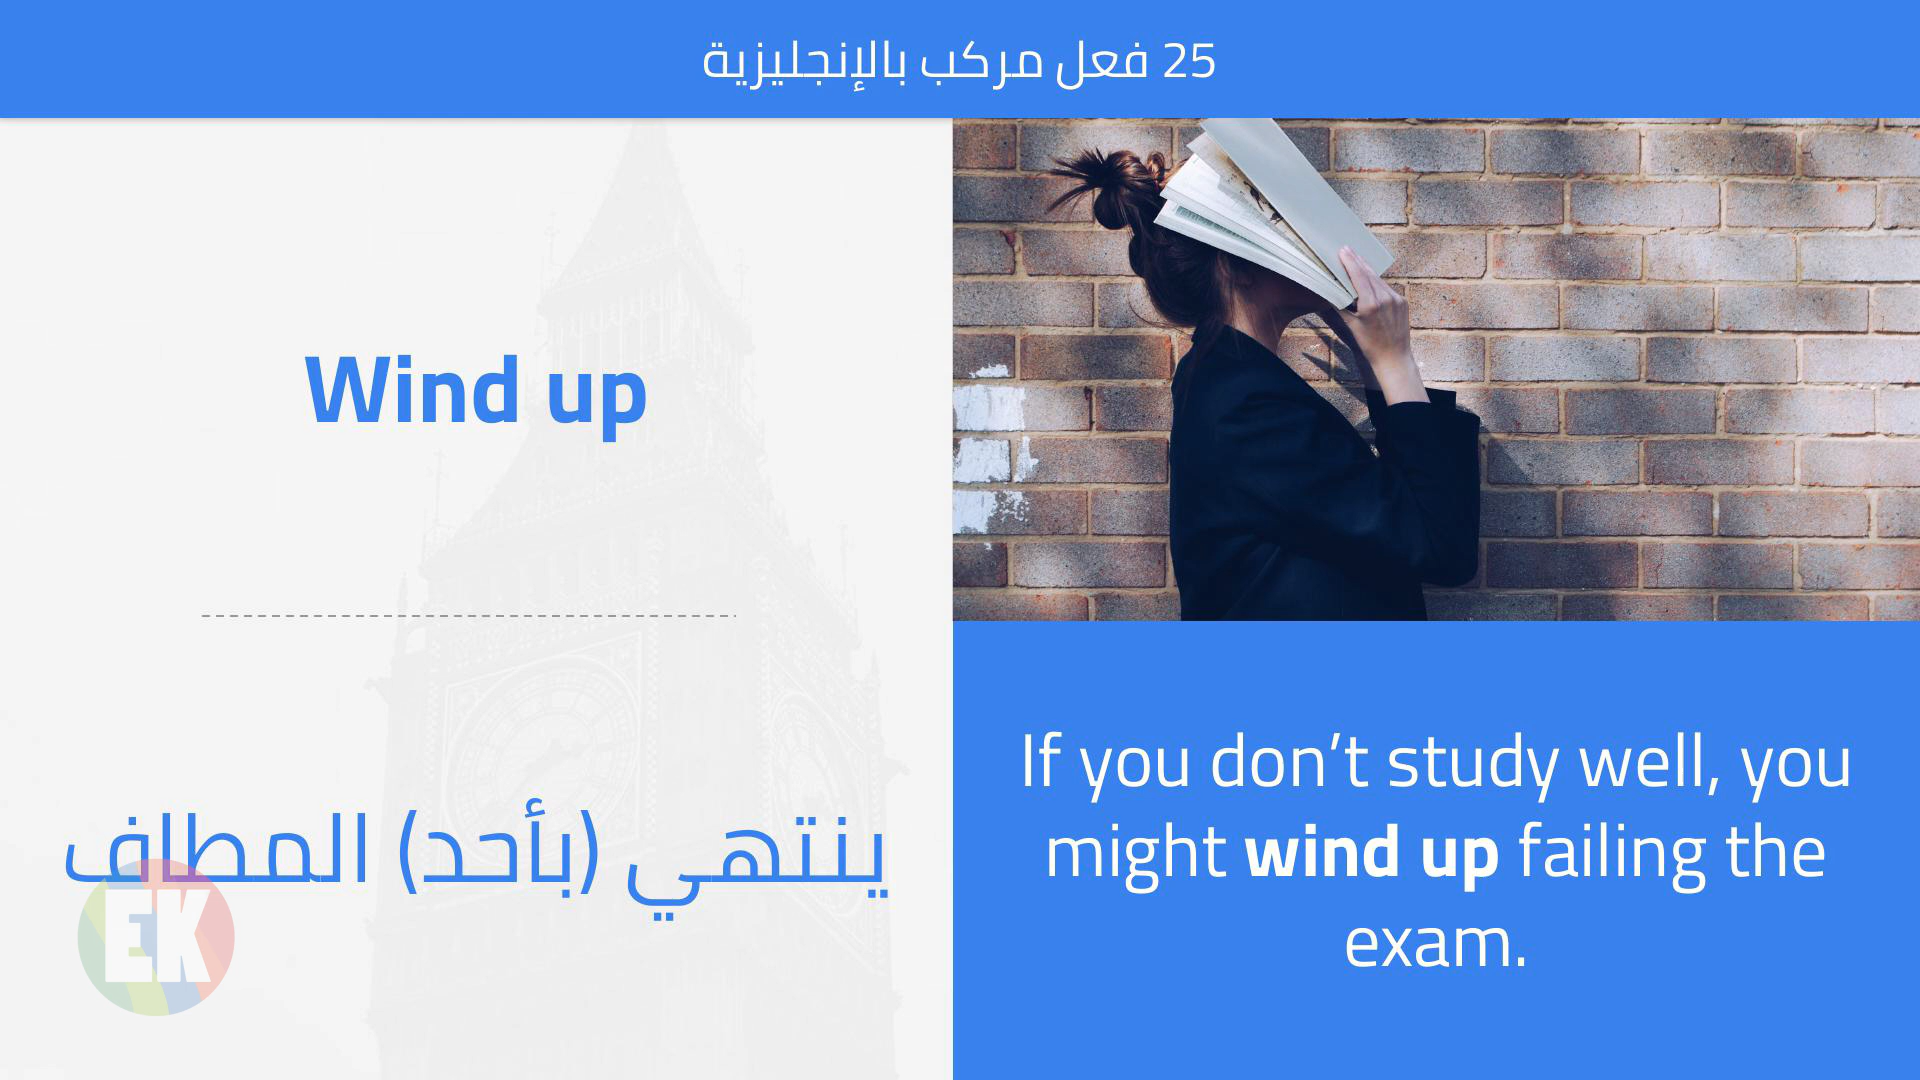 25 فعل مركب بالإنجليزية
Wind up
ينتهي (بأحد) المطاف
If you don’t study well, you
might wind up failing the
exam.
EK